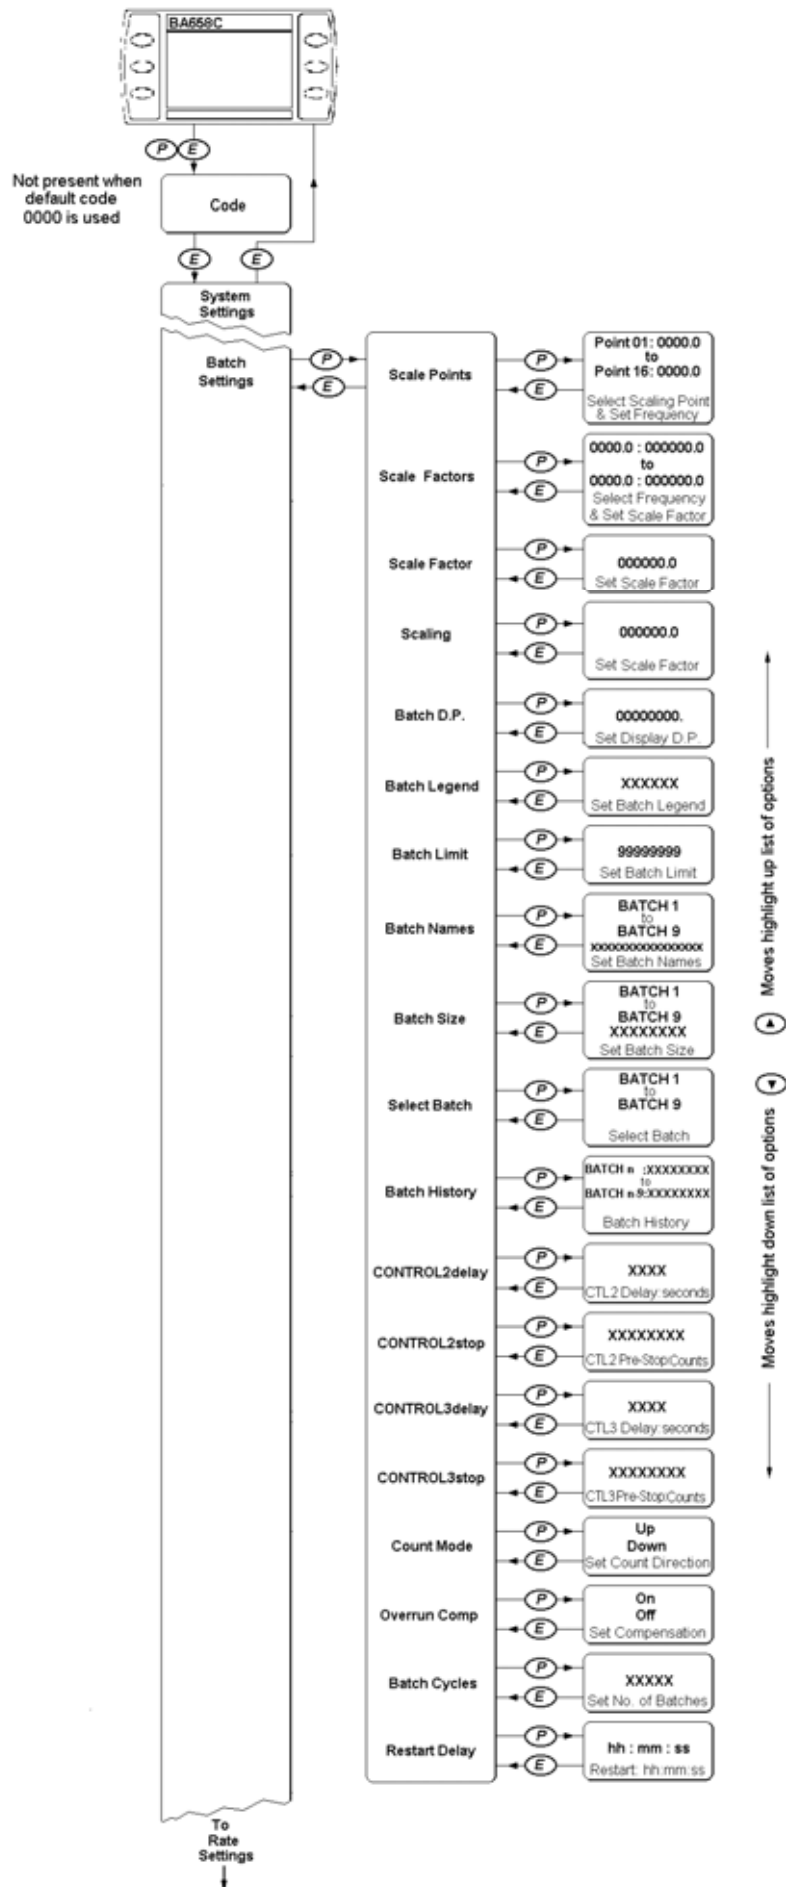 BA658C
P E
Not present when
default code
0000 is used
Code
E E
System
Settings
Batch
Settings
P
E
Scale Points
P
E
Point 01: 0000.0
to
Point 16: 0000.0
Select Scaling Point
& Set Frequency
Scale Factors
P
E
0000.0 : 000000.0
to
0000.0 : 000000.0
Select Frequency
& Set Scale Factor
Scale Factor
P
E
000000.0
Set Scale Factor
Scaling
P
E
000000.0
Set Scale Factor
Batch D.P.
P
E
00000000.
Set Display D.P.
Batch Legend
P
E
XXXXXX
Set Batch Legend
Batch Limit
P
E
99999999
Set Batch Limit
Batch Names
P
E
BATCH 1
to
BATCH 9
XXXXXXXXXXXXXXXX
Set Batch Names
Batch Size
P
E
BATCH 1
to
BATCH 9
XXXXXXXX
Set Batch Size
Select Batch
P
E
BATCH 1
to
BATCH 9
Select Batch
Batch History
P
E
BATCH n :XXXXXXXX
to
BATCH n-9:XXXXXXXX
Batch History
CONTROL2delay
P
E
XXXX
CTL2 Delay: seconds
CONTROL2stop
P
E
XXXXXXXX
CTL2 Pre-Stop Counts
CONTROL3delay
P
E
XXXX
CTL3 Delay: seconds
CONTROL3stop
P
E
XXXXXXXX
CTL3 Pre-Stop Counts
Count Mode
P
E
Up
Down
Set Count Direction
Overrun Comp
P
E
On
Off
Set Compensation
Batch Cycles
P
E
XXXXX
Set No. of Batches
Restart Delay
P
E
hh : mm : ss
Restart: hh:mm:ss
To
Rate
Settings
Moves highlight up list of options
Moves highlight down list of options